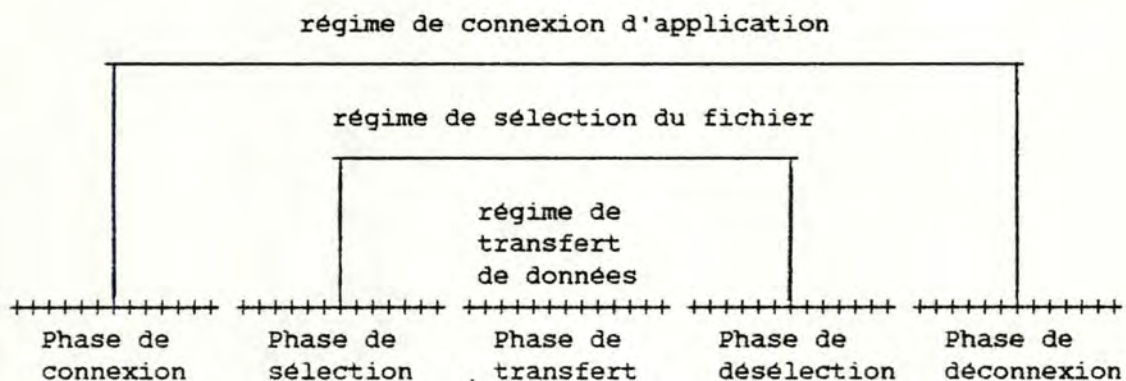 régime de connexion d'application
régime de sélection du fichier
régime de
transfert
de données
Phase de
connexion
Phase de
sélection
Phase de
transfert
Phase de
désélection
Phase de
déconnexion